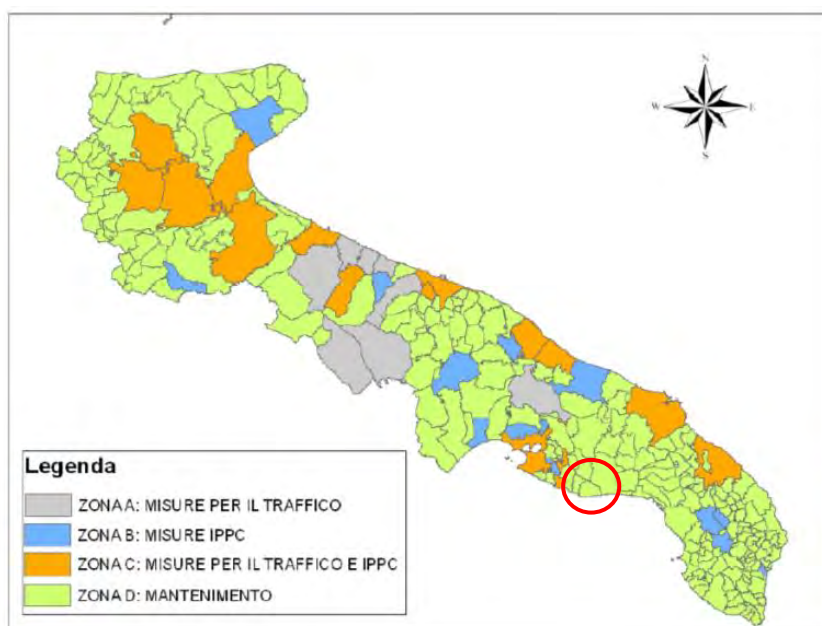 N
W E
S
Legenda
ZONA A: MISURE PER IL TRAFFICO
ZONA B: MISURE IPPC
ZONA C: MISURE PER IL TRAFFICO E IPPC
ZONA D: MANTENIMENTO